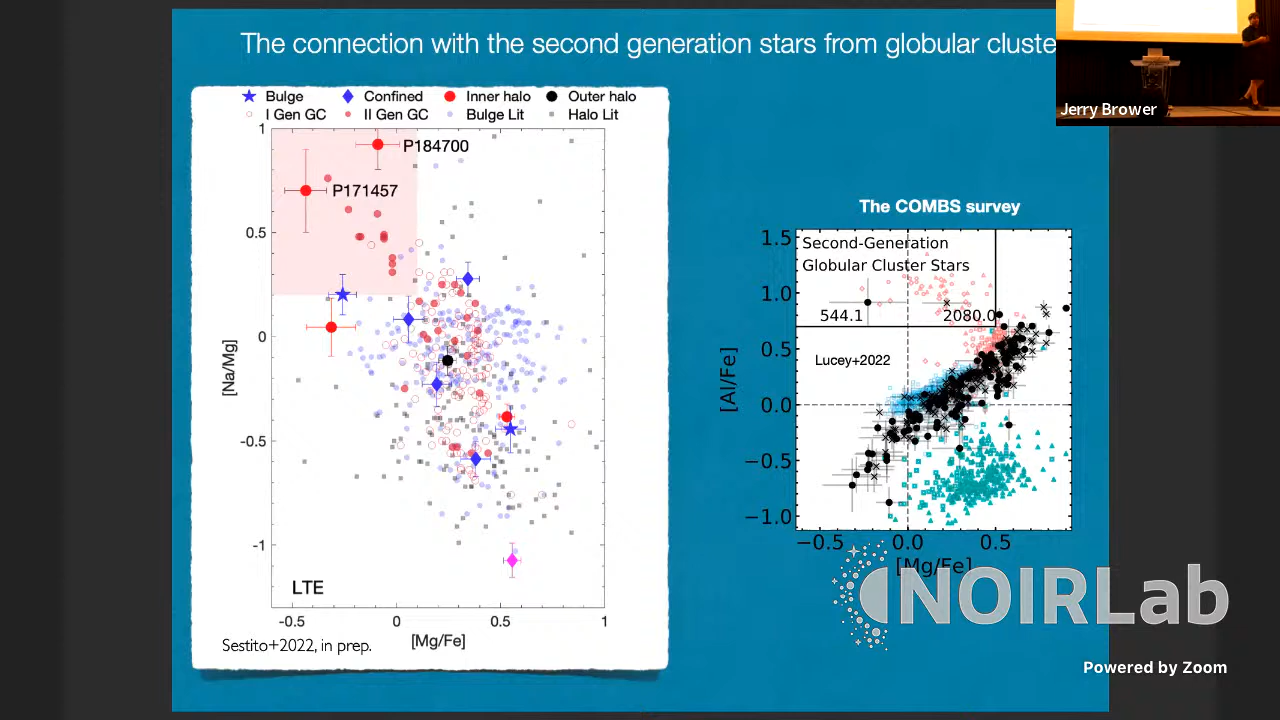 The connection with the second generation stars from globular cluste
Jerry Brower
Bulge Confined Inner halo Outer halo
I Gen GC II Gen GC Bulge Lit Halo Lit
1
0.5
0
-0.5
-1
[Na/Mg]
P184700
P171457
LTE
-0.5 0 0.5 1
[Mg/Fe]
Sestito+2022, in prep.
The COMBS survey
1.5
1.0
0.5
0.0
−0.5
−1.0
[Al/Fe]
Second-Generation
Globular Cluster Stars
544.1 2080.0
Lucey+2022
−0.5 0.0 0.5
[Mg/Fe]
NOIRLab
Powered by Zoom